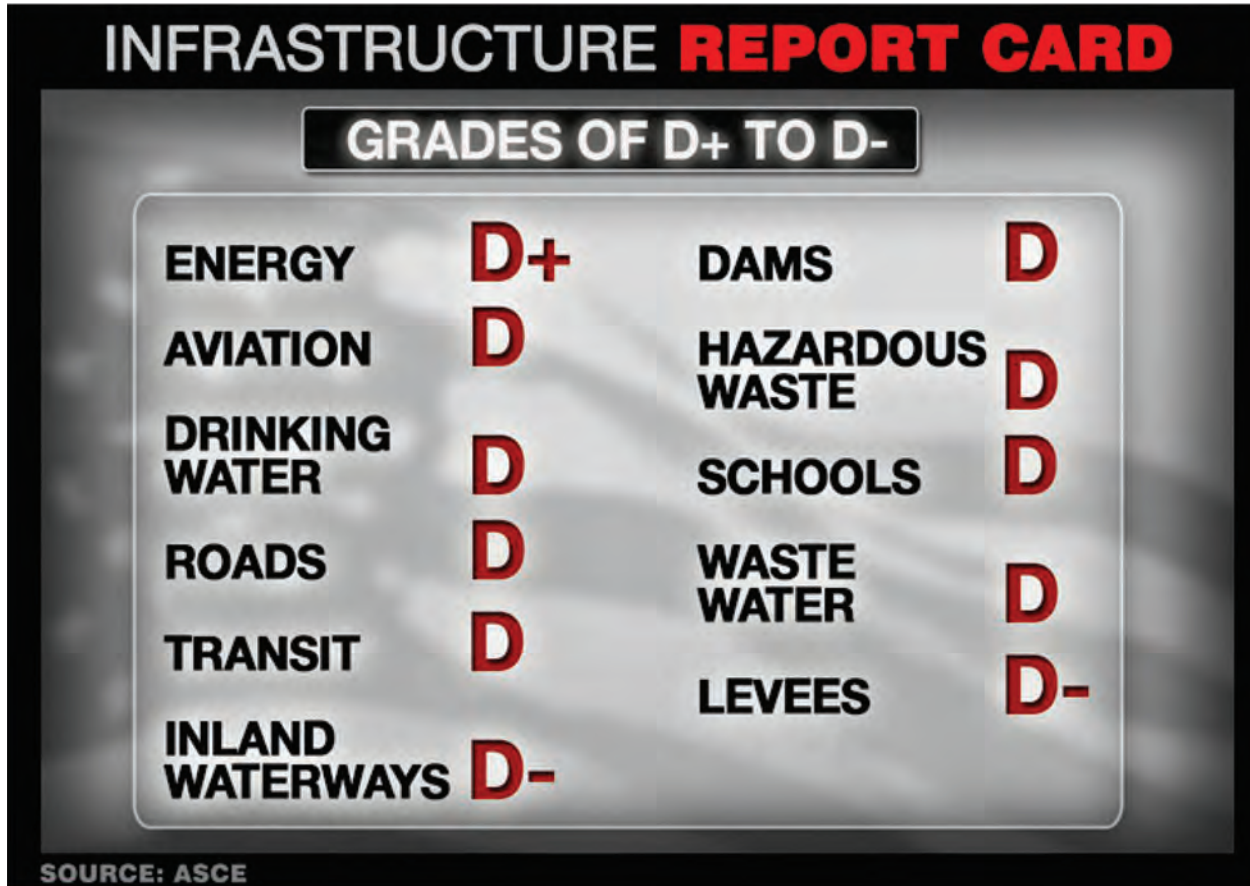 INFRASTRUCTURE REPORT CARD
GRADES OF D+ TO D-
ENERGY D+
AVIATION D
DRINKING
WATER D
ROADS D
TRANSIT D
INLAND
WATERWAYS D-
DAMS D
HAZARDOUS
WASTE D
SCHOOLS D
WASTE
WATER D
LEVEES D-
SOURCE: ASCE